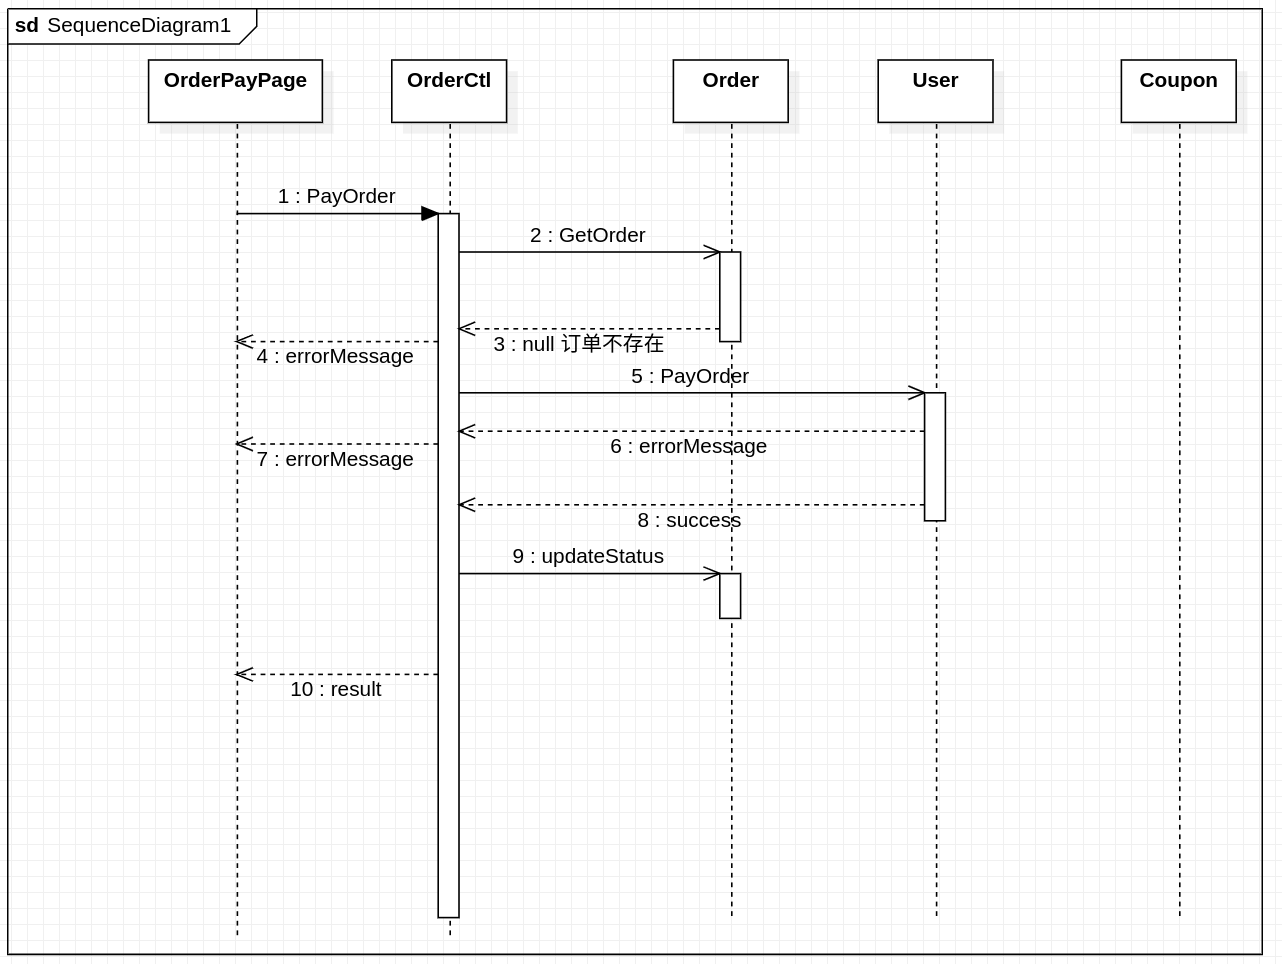 sd SequenceDiagram1
OrderPayPage
OrderCtl
Order
User
Coupon
1 : PayOrder
2 : GetOrder
3 : null 订单不存在
4 : errorMessage
5 : PayOrder
6 : errorMessage
7 : errorMessage
8 : success
9 : updateStatus
10 : result